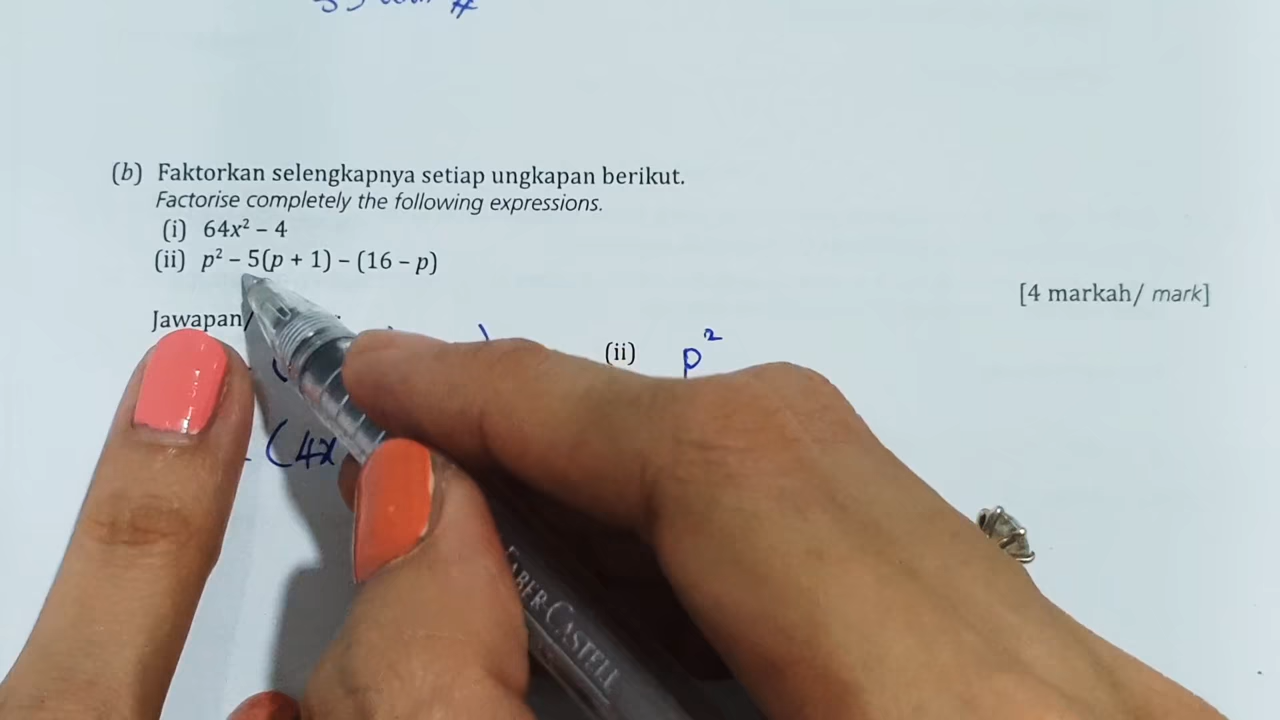 (b) Faktorkan selengkapnya setiap ungkapan berikut.
Factorise completely the following expressions.
(i) 64x² – 4
(ii) p² – 5(p + 1) – (16 – p)
[4 markah/ mark]
Jawapan/
(ii) p²
(4x
FABER-CASTELL